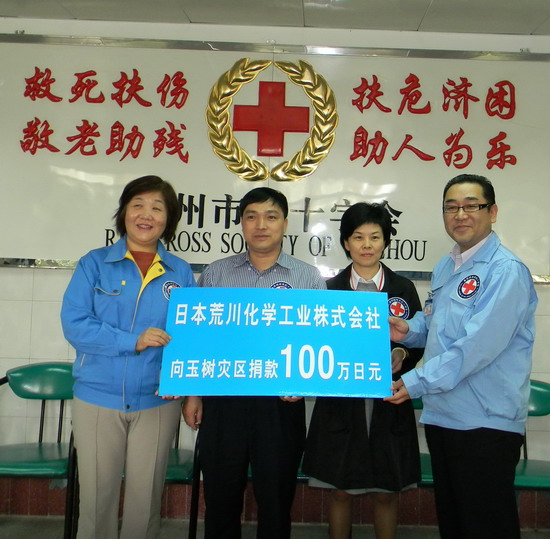 救死扶伤
敬老助残
扶危济困
助人为乐
州市 十字会
CROSS SOCIETY OF HOU
日本荒川化学工业株式会社
向玉树灾区捐款100万日元